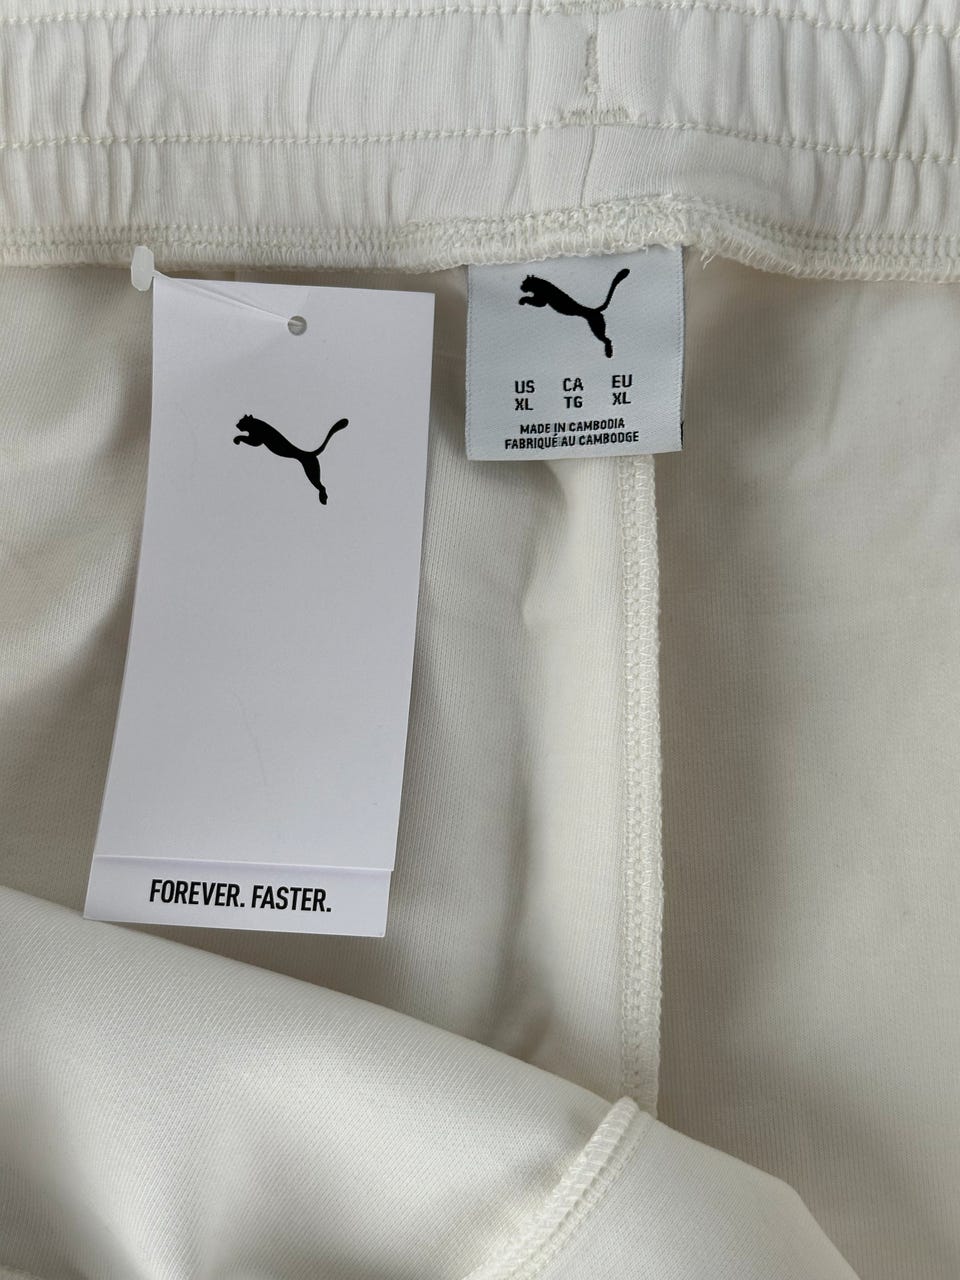 US CA EU
XL TG XL
MADE IN CAMBODIA
FABRIQUÉ AU CAMBODGE
FOREVER. FASTER.